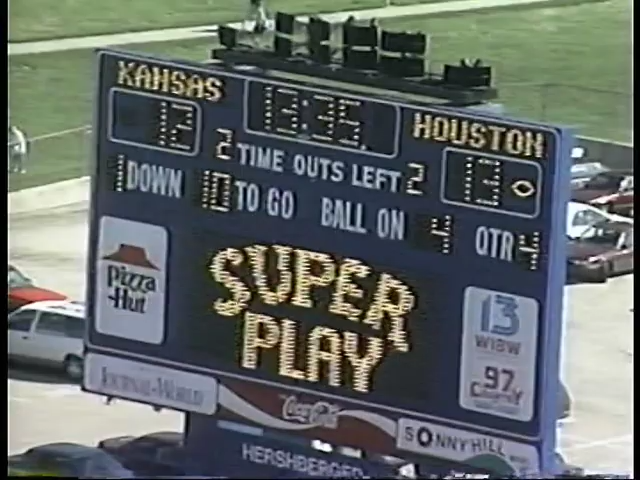 KANSAS
12
13:35
HOUSTON
13
2 TIME OUTS LEFT 2
1 DOWN 10 TO GO BALL ON 4 QTR 4
SUPER
PLAY
Pizza
Hut
13
WIBW
97
Country
JOURNAL-WORLD
Coca-Cola
SONNY HILL
HERSHBERGER